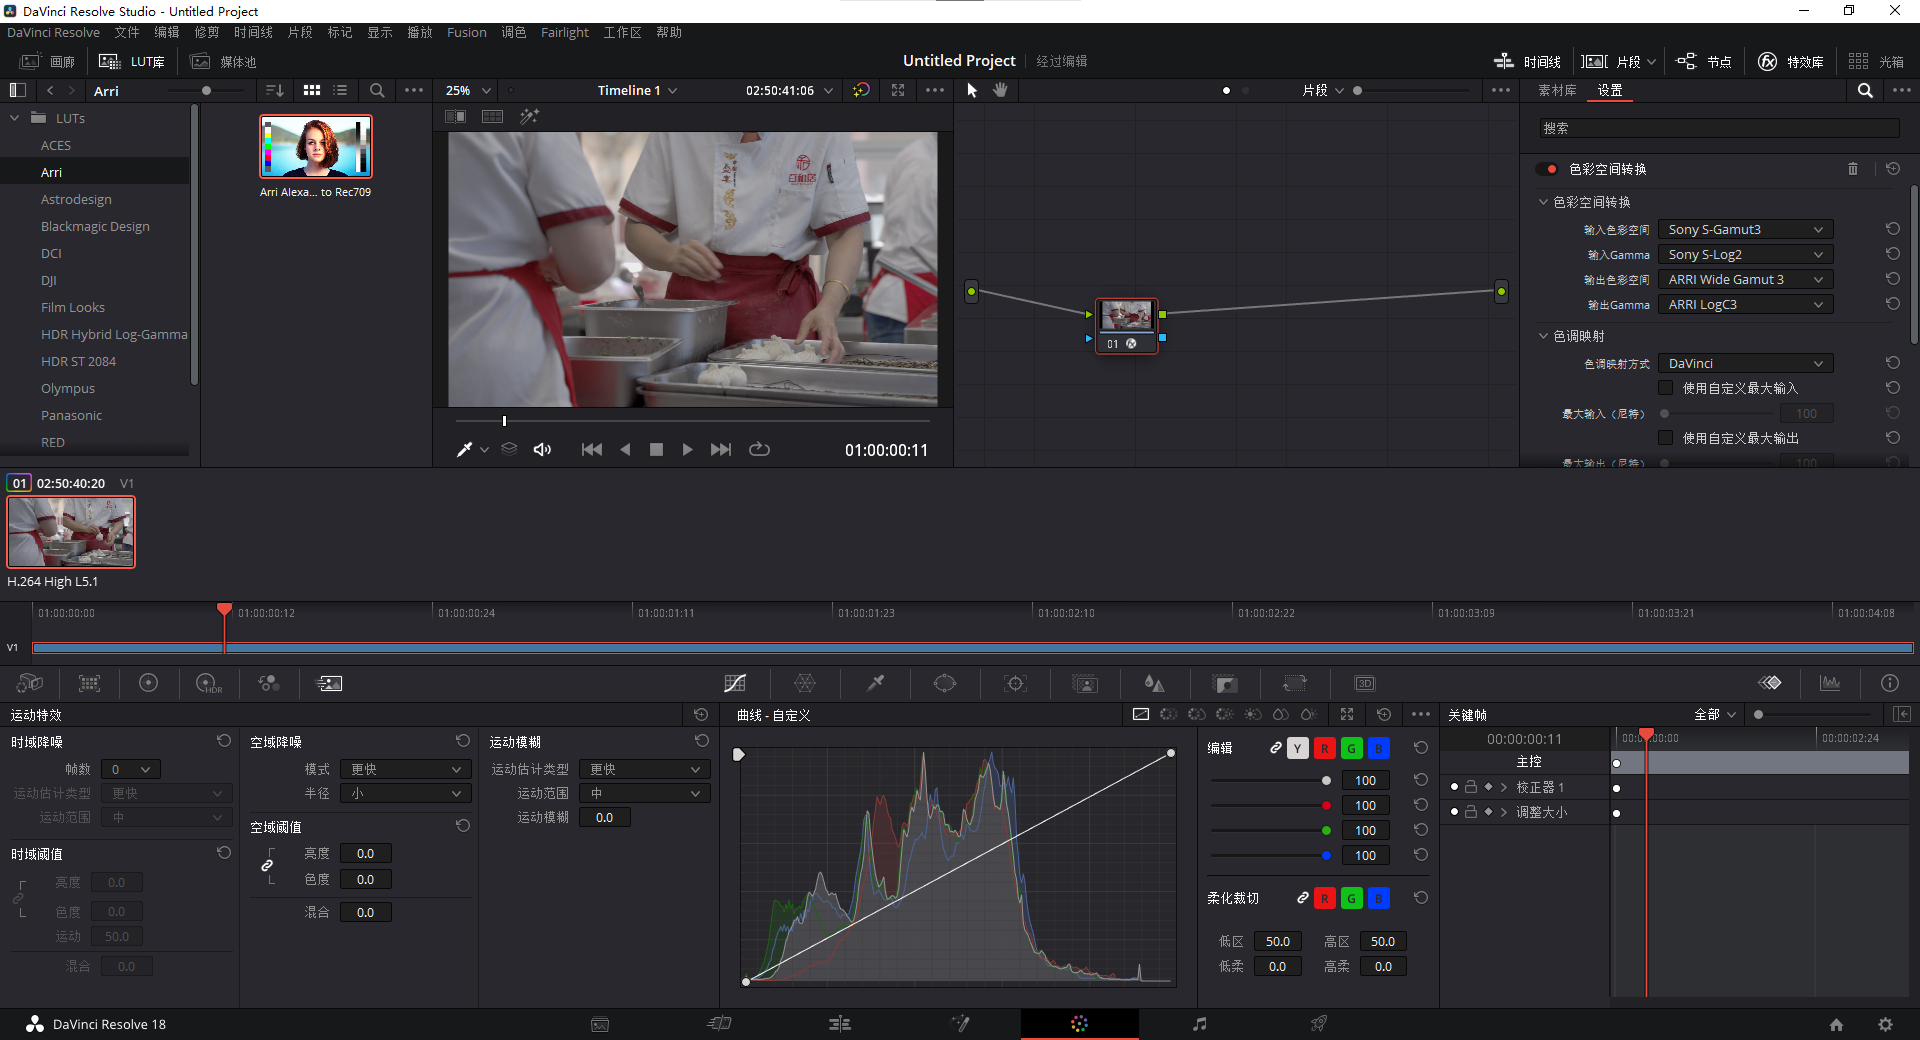 DaVinci Resolve Studio - Untitled Project
DaVinci Resolve 文件 编辑 修剪 时间线 片段 标记 显示 播放 Fusion 调色 Fairlight 工作区 帮助
画廊 LUT库 媒体池 Untitled Project 经过编辑 时间线 片段 节点 特效库 光箱
Arri 25% Timeline 1 02:50:41:06 片段 素材库 设置
LUTs
ACES
Arri
Astrodesign
Blackmagic Design
DCI
DJI
Film Looks
HDR Hybrid Log-Gamma
HDR ST 2084
Olympus
Panasonic
RED
Arri Alexa... to Rec709
百和居
01
搜索
色彩空间转换
色彩空间转换
输入色彩空间 Sony S-Gamut3
输入Gamma Sony S-Log2
输出色彩空间 ARRI Wide Gamut 3
输出Gamma ARRI LogC3
色调映射
色调映射方式 DaVinci
使用自定义最大输入
最大输入（尼特） 100
使用自定义最大输出
最大输出（尼特） 100
01:00:00:11
01 02:50:40:20 V1
H.264 High L5.1
01:00:00:00 01:00:00:12 01:00:00:24 01:00:01:11 01:00:01:23 01:00:02:10 01:00:02:22 01:00:03:09 01:00:03:21 01:00:04:08
V1
HDR 3D
运动特效
时域降噪
帧数 0
运动估计类型 更快
运动范围 中
时域阈值
亮度 0.0
色度 0.0
运动 50.0
混合 0.0
空域降噪
模式 更快
半径 小
空域阈值
亮度 0.0
色度 0.0
混合 0.0
运动模糊
运动估计类型 更快
运动范围 中
运动模糊 0.0
曲线 - 自定义
编辑 Y R G B
100
100
100
100
柔化裁切 R G B
低区 50.0 高区 50.0
低柔 0.0 高柔 0.0
关键帧 全部
00:00:00:11 00:00:00:00 00:00:02:24
主控
校正器 1
调整大小
DaVinci Resolve 18